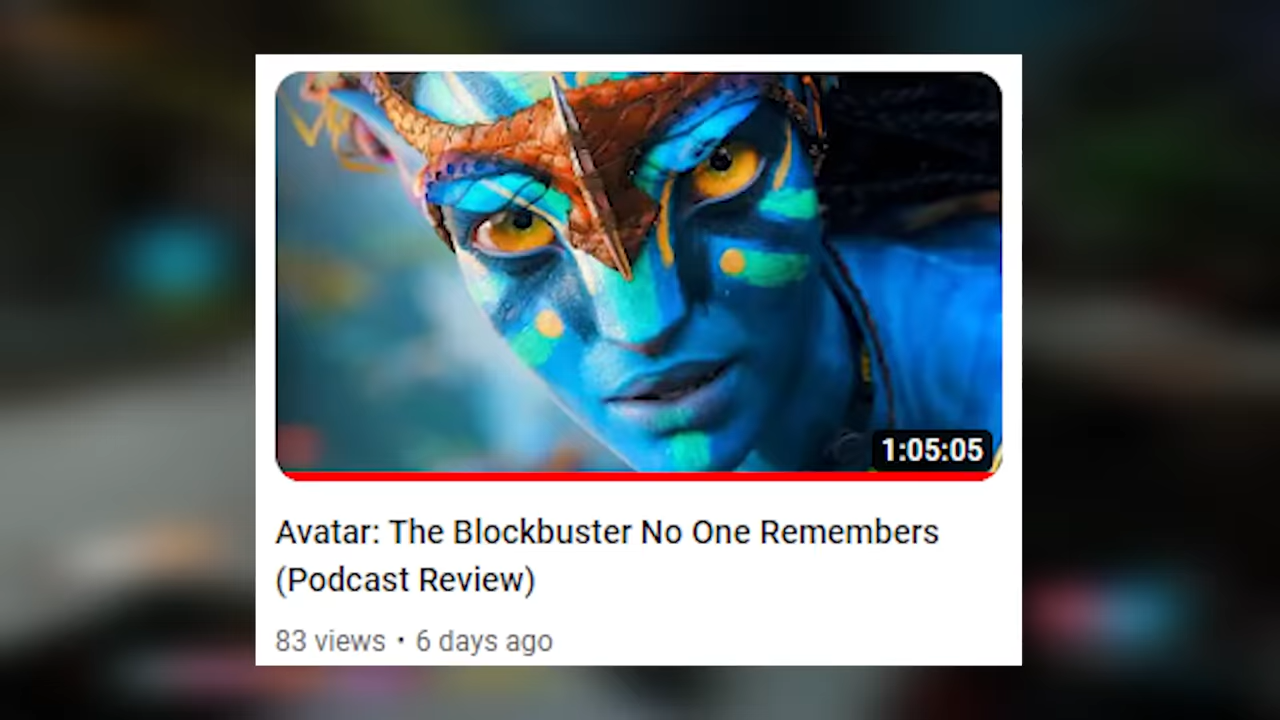 1:05:05
Avatar: The Blockbuster No One Remembers
(Podcast Review)
83 views • 6 days ago